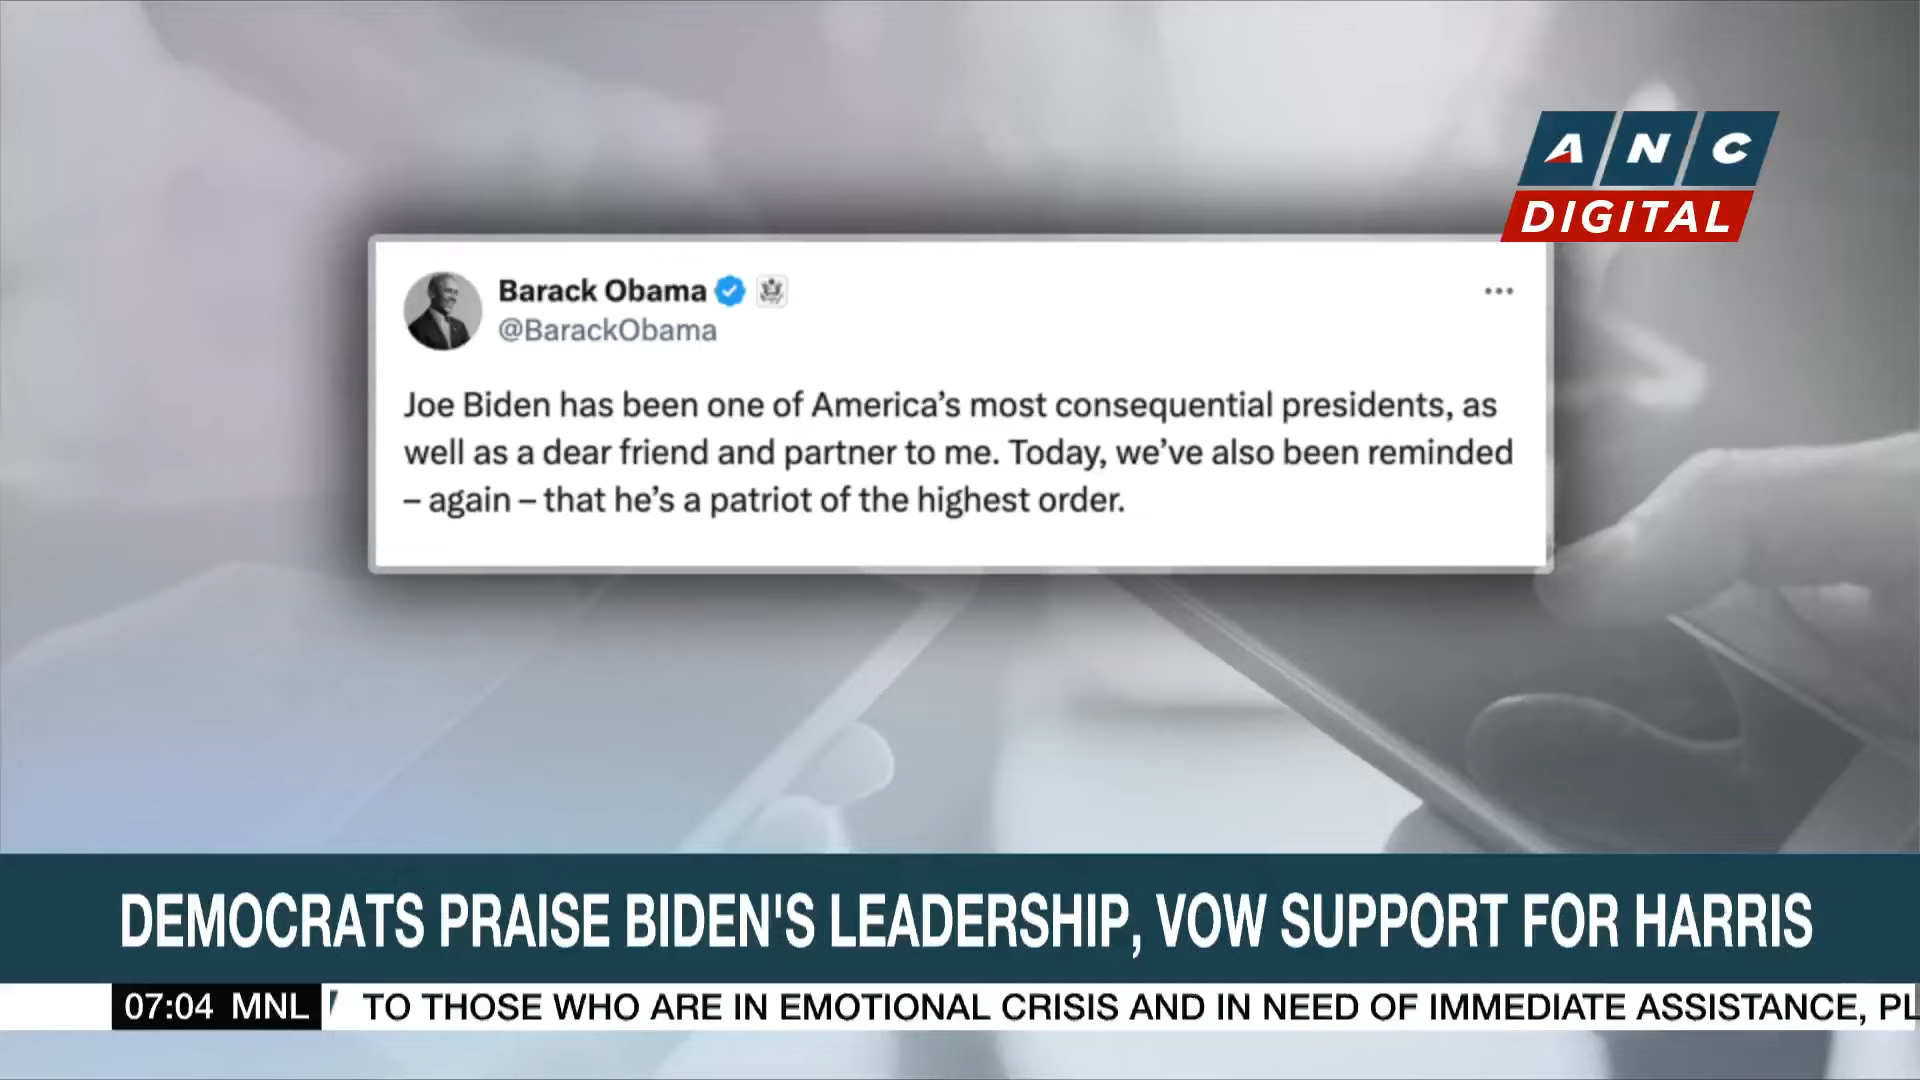 ANC
DIGITAL
Barack Obama
@BarackObama
Joe Biden has been one of America’s most consequential presidents, as
well as a dear friend and partner to me. Today, we’ve also been reminded
– again – that he’s a patriot of the highest order.
DEMOCRATS PRAISE BIDEN'S LEADERSHIP, VOW SUPPORT FOR HARRIS
07:04 MNL TO THOSE WHO ARE IN EMOTIONAL CRISIS AND IN NEED OF IMMEDIATE ASSISTANCE, PL